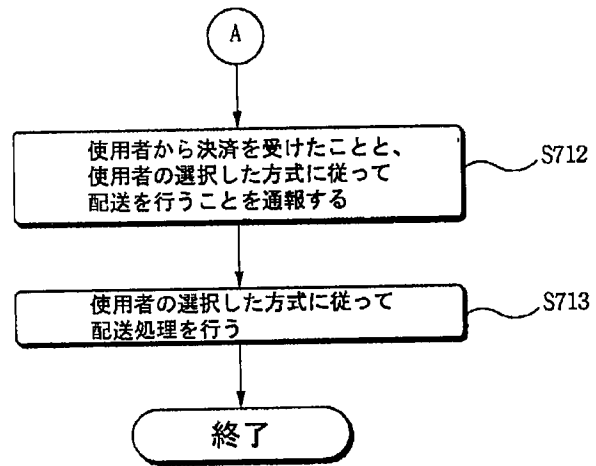 A
使用者から決済を受けたことと、
使用者の選択した方式に従って
配送を行うことを通報する
S712
使用者の選択した方式に従って
配送処理を行う
S713
終了